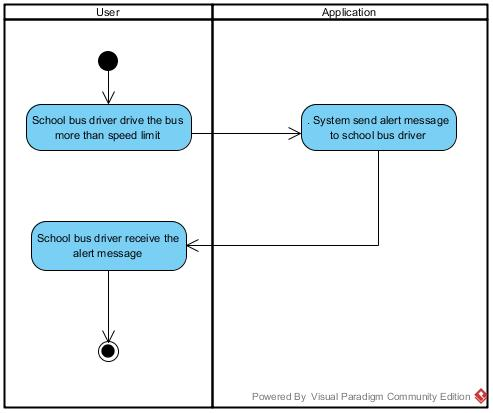 User
Application
School bus driver drive the bus
more than speed limit
. System send alert message
to school bus driver
School bus driver receive the
alert message
Powered By Visual Paradigm Community Edition